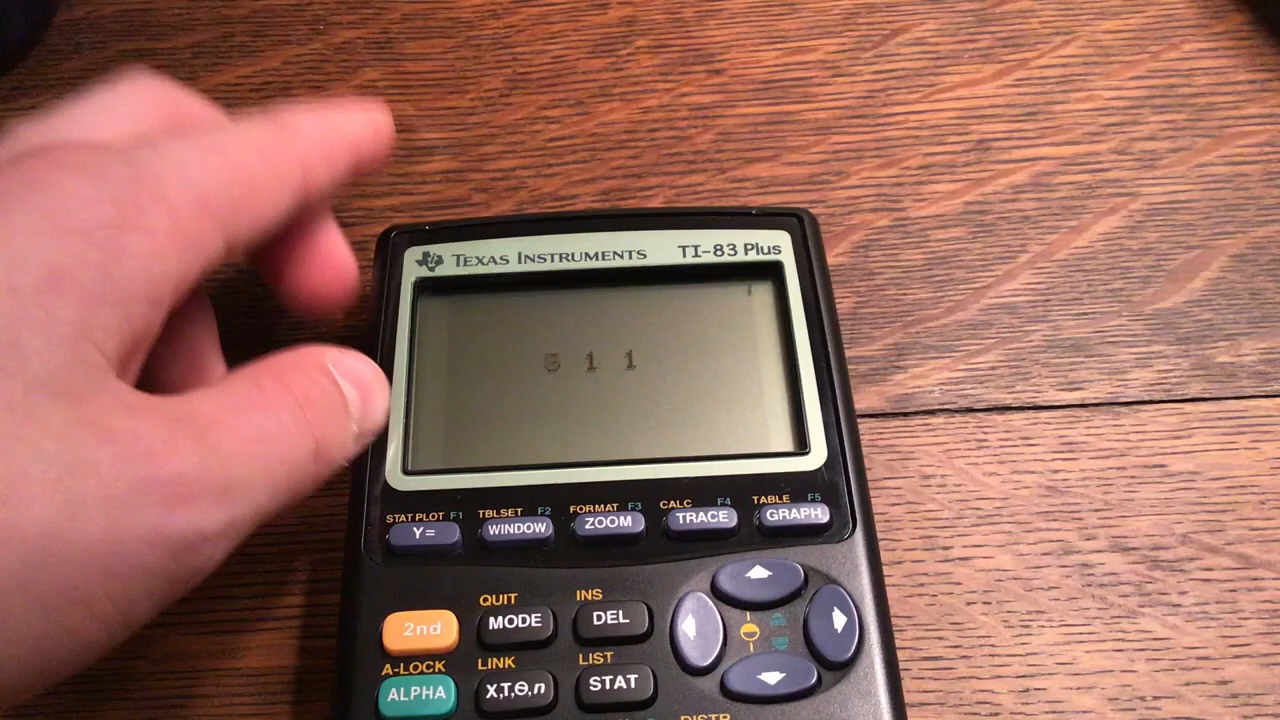 TEXAS INSTRUMENTS TI-83 Plus
1 1
STAT PLOT F1 TBLSET F2 FORMAT F3 CALC F4 TABLE F5
Y= WINDOW ZOOM TRACE GRAPH
QUIT INS
2nd MODE DEL
A-LOCK LINK LIST
ALPHA X,T,Θ,n STAT
DISTR